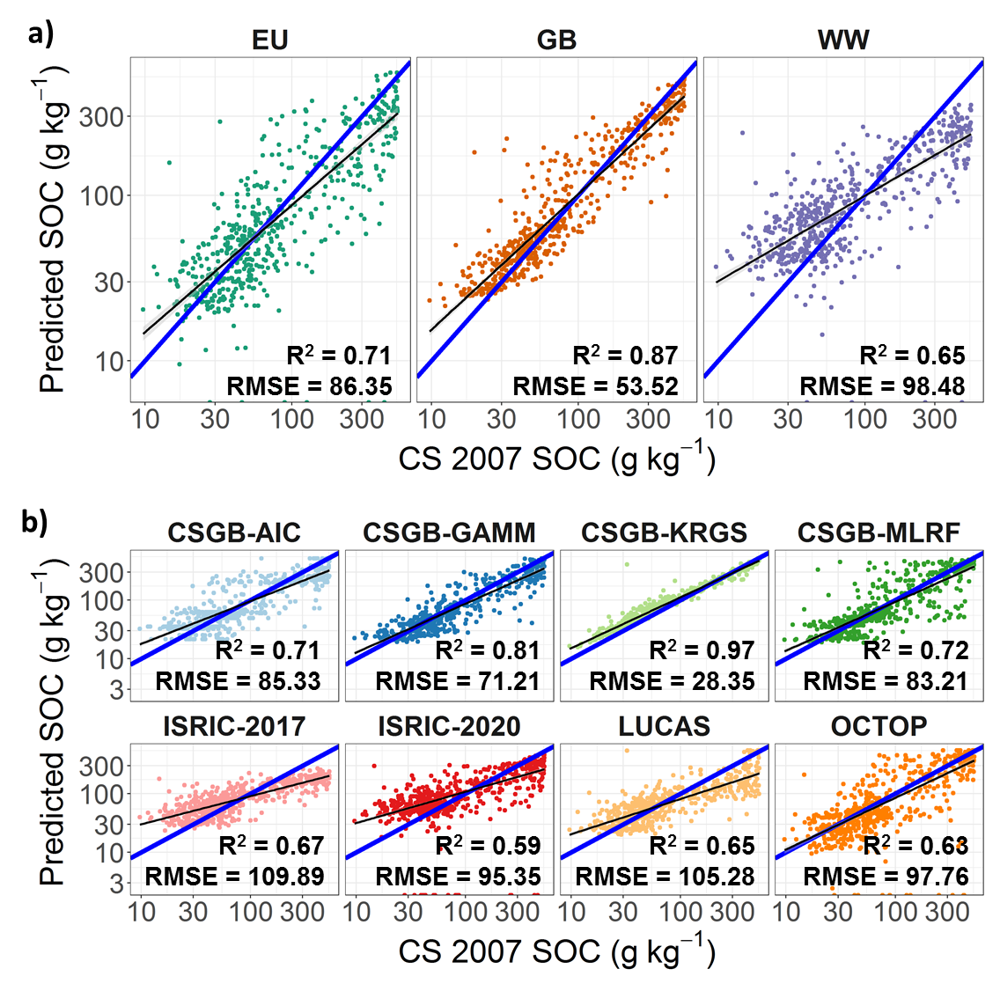 a)
EU GB WW
Predicted SOC (g kg⁻¹)
300
100
30
10
R² = 0.71 R² = 0.87 R² = 0.65
RMSE = 86.35 RMSE = 53.52 RMSE = 98.48
10 30 100 300 10 30 100 300 10 30 100 300
CS 2007 SOC (g kg⁻¹)
b)
CSGB-AIC CSGB-GAMM CSGB-KRGS CSGB-MLRF
Predicted SOC (g kg⁻¹)
300
100
30
10
3
R² = 0.71 R² = 0.81 R² = 0.97 R² = 0.72
RMSE = 85.33 RMSE = 71.21 RMSE = 28.35 RMSE = 83.21
ISRIC-2017 ISRIC-2020 LUCAS OCTOP
300
100
30
10
3
R² = 0.67 R² = 0.59 R² = 0.65 R² = 0.63
RMSE = 109.89 RMSE = 95.35 RMSE = 105.28 RMSE = 97.76
10 30 100 300 10 30 100 300 10 30 100 300 10 30 100 300
CS 2007 SOC (g kg⁻¹)